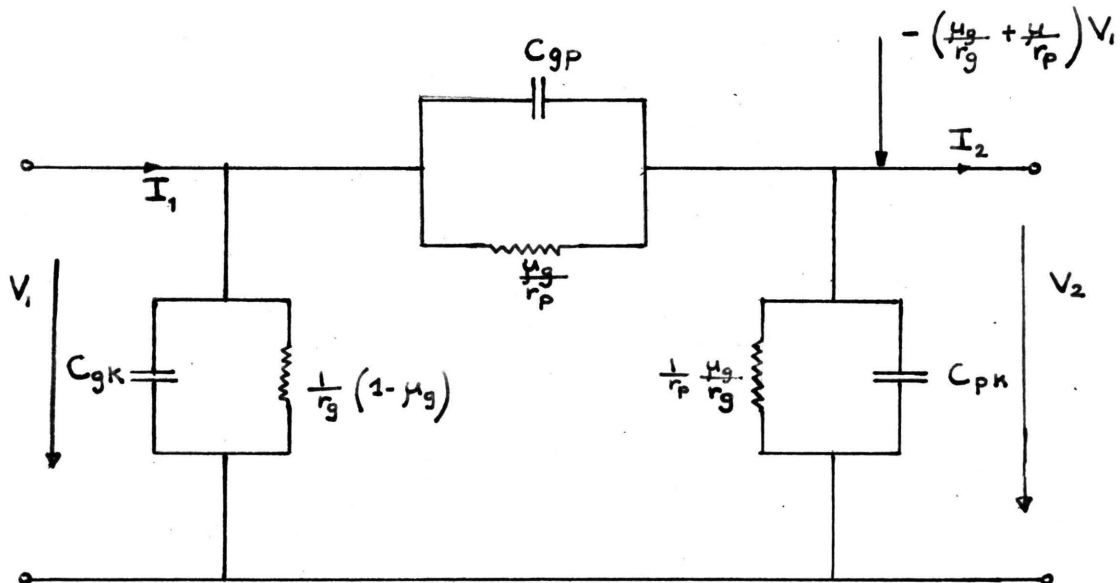 - (μg/rg + μ/rp) V₁
Cgp
I₁
I₂
μg/rp
V₁
V₂
CgK
1/rg (1- μg)
1/rp μg/rg
CpK